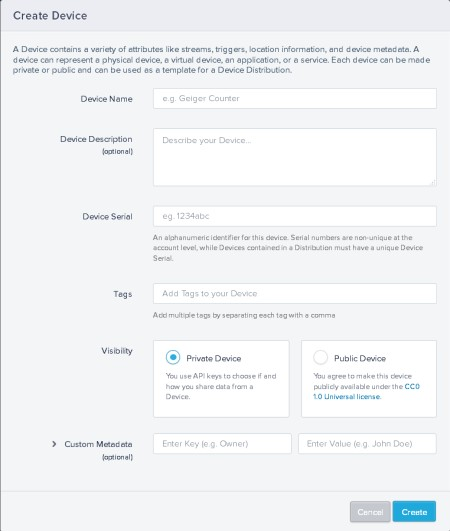 Create Device
A Device contains a variety of attributes like streams, triggers, location information, and device metadata. A
device can represent a physical device, a virtual device, an application, or a service. Each device can be made
private or public and can be used as a template for a Device Distribution.
Device Name
e.g. Geiger Counter
Device Description
(optional)
Describe your Device...
Device Serial
eg. 1234abc
An alphanumeric identifier for this device. Serial numbers are non-unique at the
account level, while Devices contained in a Distribution must have a unique Device
Serial.
Tags
Add Tags to your Device
Add multiple tags by separating each tag with a comma
Visibility
Private Device
You use API keys to choose if and
how you share data from a
Device.
Public Device
You agree to make this device
publicly available under the CC0
1.0 Universal license.
Custom Metadata
(optional)
Enter Key (e.g. Owner)
Enter Value (e.g. John Doe)
Cancel
Create